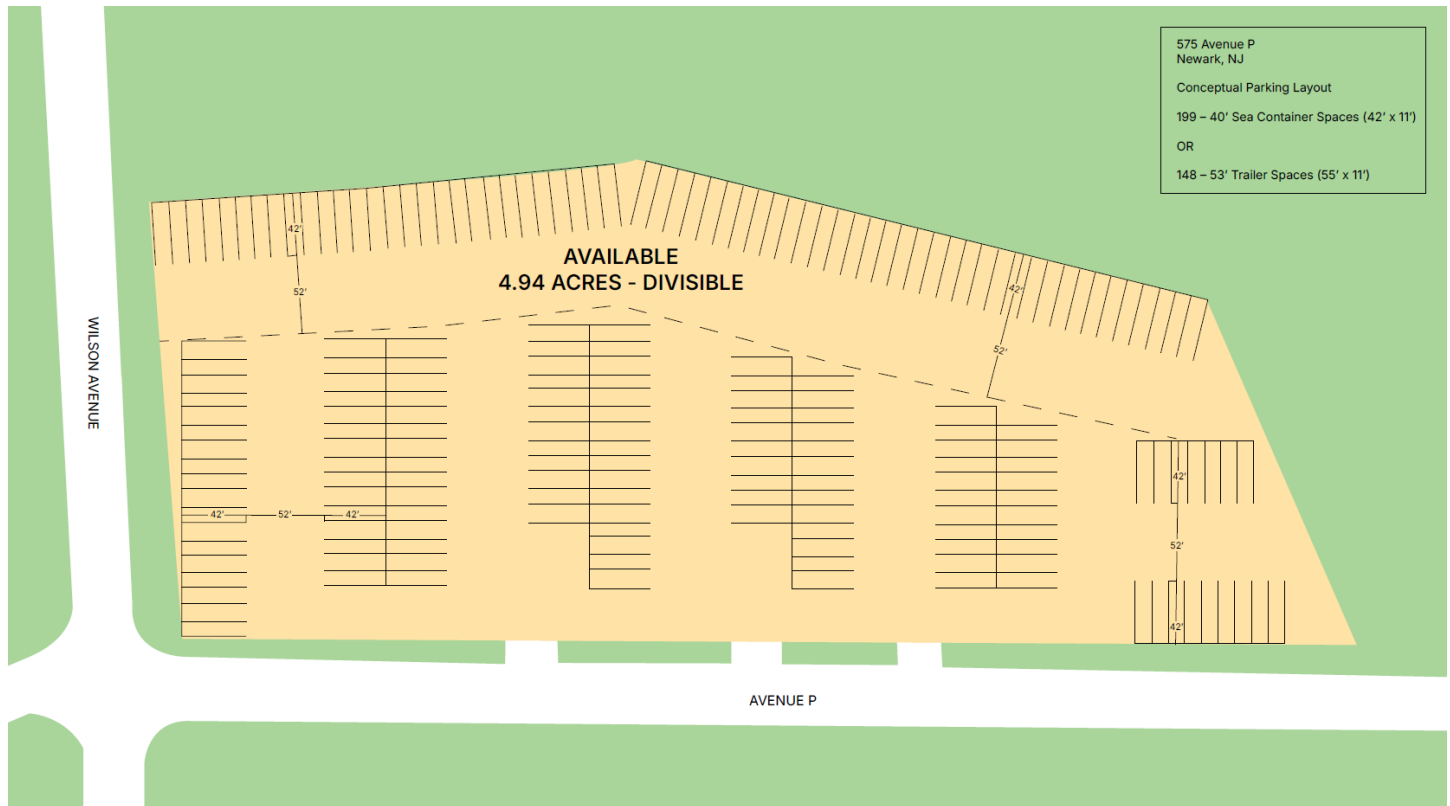 575 Avenue P
Newark, NJ
Conceptual Parking Layout
199 – 40’ Sea Container Spaces (42’ x 11’)
OR
148 – 53’ Trailer Spaces (55’ x 11’)
42’
52’
AVAILABLE
4.94 ACRES - DIVISIBLE
42’
52’
WILSON AVENUE
42’
52’
42’
42’
52’
42’
AVENUE P